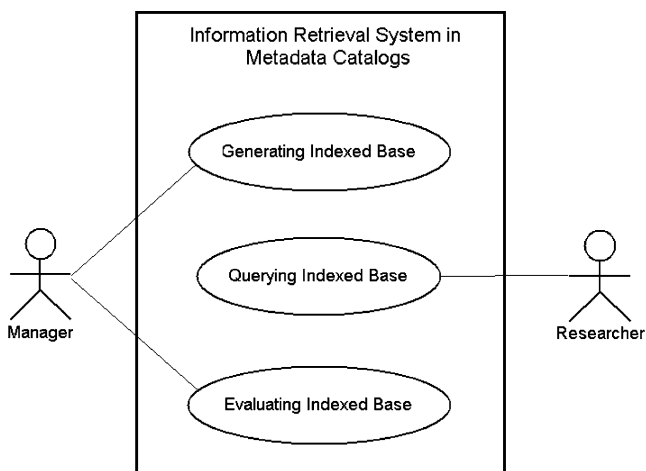 Information Retrieval System in
Metadata Catalogs
Generating Indexed Base
Querying Indexed Base
Manager
Researcher
Evaluating Indexed Base